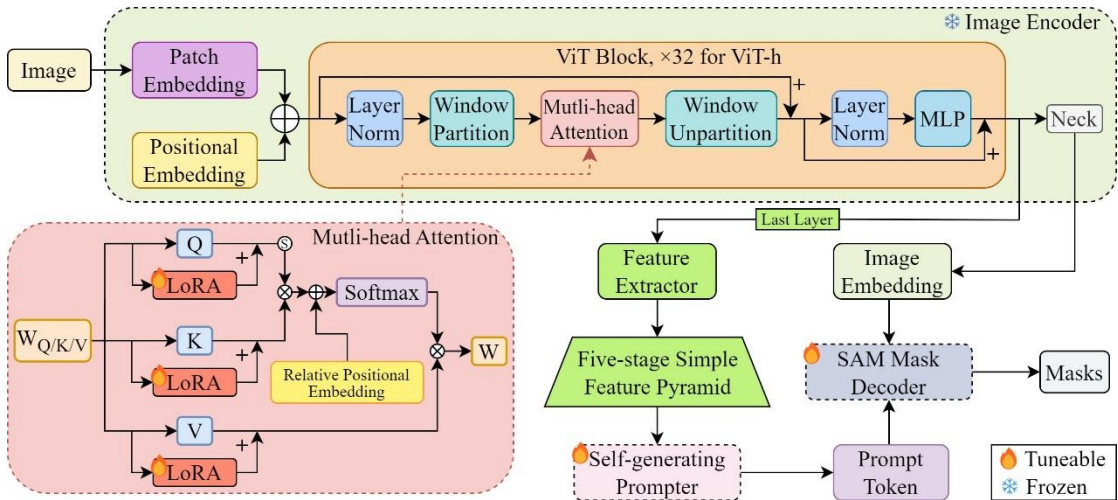 Image Encoder
ViT Block, ×32 for ViT-h
Image
Patch
Embedding
Positional
Embedding
+
Layer
Norm
Window
Partition
Mutli-head
Attention
Window
Unpartition
Layer
Norm
MLP
+
Neck
Last Layer
Mutli-head Attention
W_Q/K/V
Q
+
S
LoRA
K
+
LoRA
V
+
LoRA
Softmax
Relative Positional
Embedding
W
Feature
Extractor
Five-stage Simple
Feature Pyramid
Self-generating
Prompter
Image
Embedding
SAM Mask
Decoder
Masks
Prompt
Token
Tuneable
Frozen